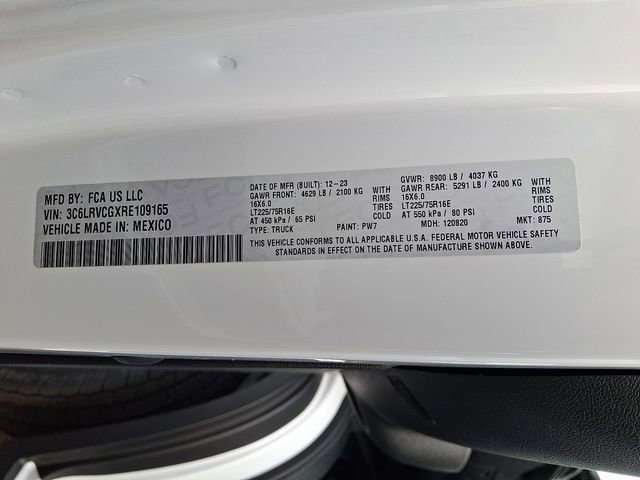 MFD BY: FCA US LLC
VIN: 3C6LRVCGXRE109165
VEHICLE MADE IN: MEXICO
DATE OF MFR (BUILT): 12-23
GAWR FRONT: 4629 LB / 2100 KG WITH
16X6.0 RIMS
LT225/75R16E TIRES
AT 450 kPa / 65 PSI COLD
TYPE: TRUCK PAINT: PW7
GVWR: 8900 LB / 4037 KG
GAWR REAR: 5291 LB / 2400 KG WITH
16X6.0 RIMS
LT225/75R16E TIRES
AT 550 kPa / 80 PSI COLD
MDH: 120820 MKT: 875
THIS VEHICLE CONFORMS TO ALL APPLICABLE U.S.A. FEDERAL MOTOR VEHICLE SAFETY
STANDARDS IN EFFECT ON THE DATE OF MANUFACTURE SHOWN ABOVE.